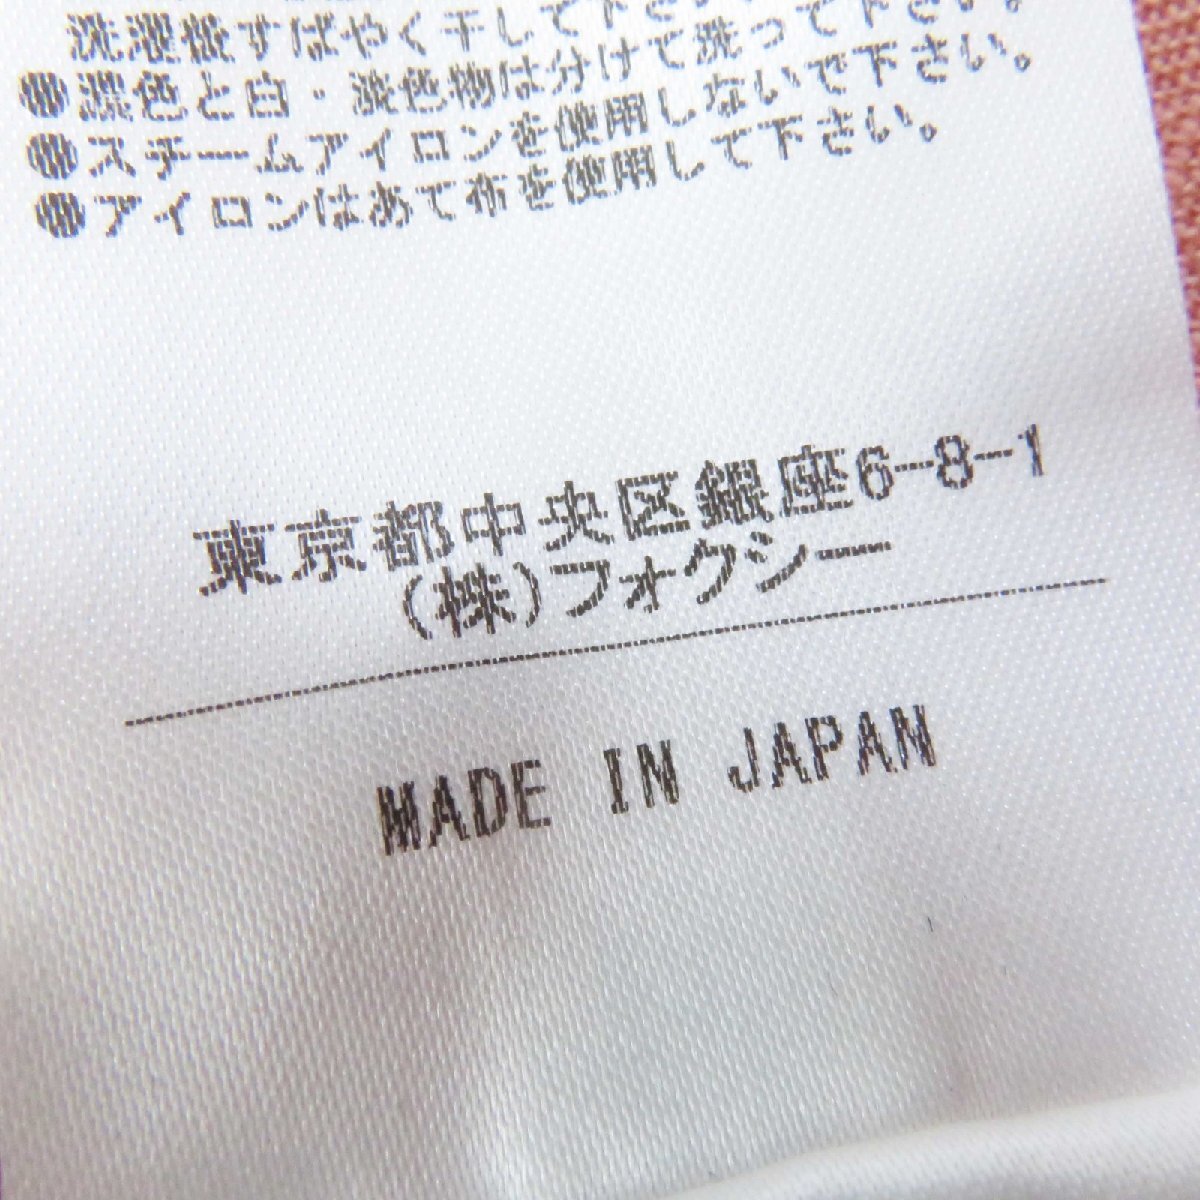 洗濯後すばやく干して下さい。
●濃色と白・淡色物は分けて洗って下さい。
●スチームアイロンを使用しないで下さい。
●アイロンはあて布を使用して下さい。
東京都中央区銀座6-8-1
(株)フォクシー
MADE IN JAPAN